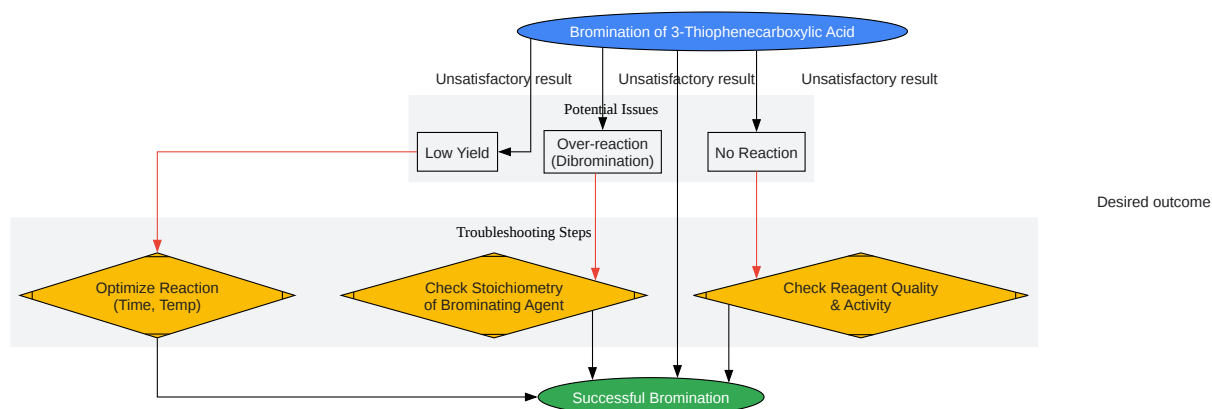 Bromination of 3-Thiophenecarboxylic Acid
Unsatisfactory result
Unsatisfactory result
Unsatisfactory result
Potential Issues
Low Yield
Over-reaction
(Dibromination)
No Reaction
Desired outcome
Troubleshooting Steps
Optimize Reaction
(Time, Temp)
Check Stoichiometry
of Brominating Agent
Check Reagent Quality
& Activity
Successful Bromination